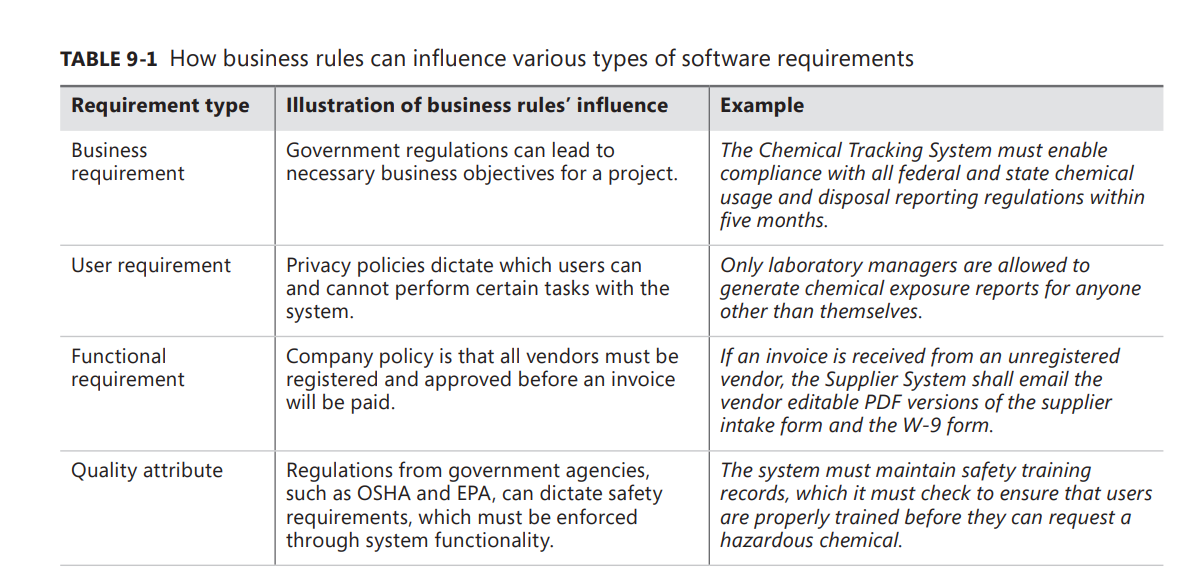 TABLE 9-1 How business rules can influence various types of software requirements
Requirement type
Illustration of business rules’ influence
Example
Business
requirement
Government regulations can lead to
necessary business objectives for a project.
The Chemical Tracking System must enable
compliance with all federal and state chemical
usage and disposal reporting regulations within
five months.
User requirement
Privacy policies dictate which users can
and cannot perform certain tasks with the
system.
Only laboratory managers are allowed to
generate chemical exposure reports for anyone
other than themselves.
Functional
requirement
Company policy is that all vendors must be
registered and approved before an invoice
will be paid.
If an invoice is received from an unregistered
vendor, the Supplier System shall email the
vendor editable PDF versions of the supplier
intake form and the W-9 form.
Quality attribute
Regulations from government agencies,
such as OSHA and EPA, can dictate safety
requirements, which must be enforced
through system functionality.
The system must maintain safety training
records, which it must check to ensure that users
are properly trained before they can request a
hazardous chemical.